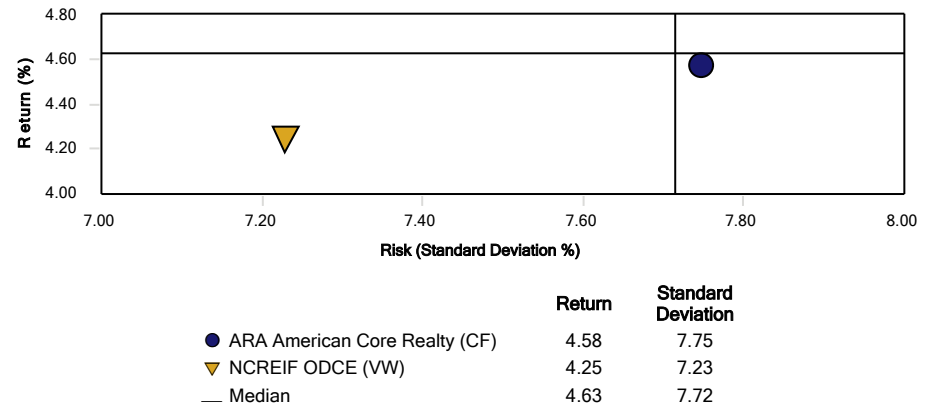 4.80
4.60
4.40
4.20
4.00
Return (%)
7.00 7.20 7.40 7.60 7.80 8.00
Risk (Standard Deviation %)
Return Standard Deviation
ARA American Core Realty (CF) 4.58 7.75
NCREIF ODCE (VW) 4.25 7.23
Median 4.63 7.72